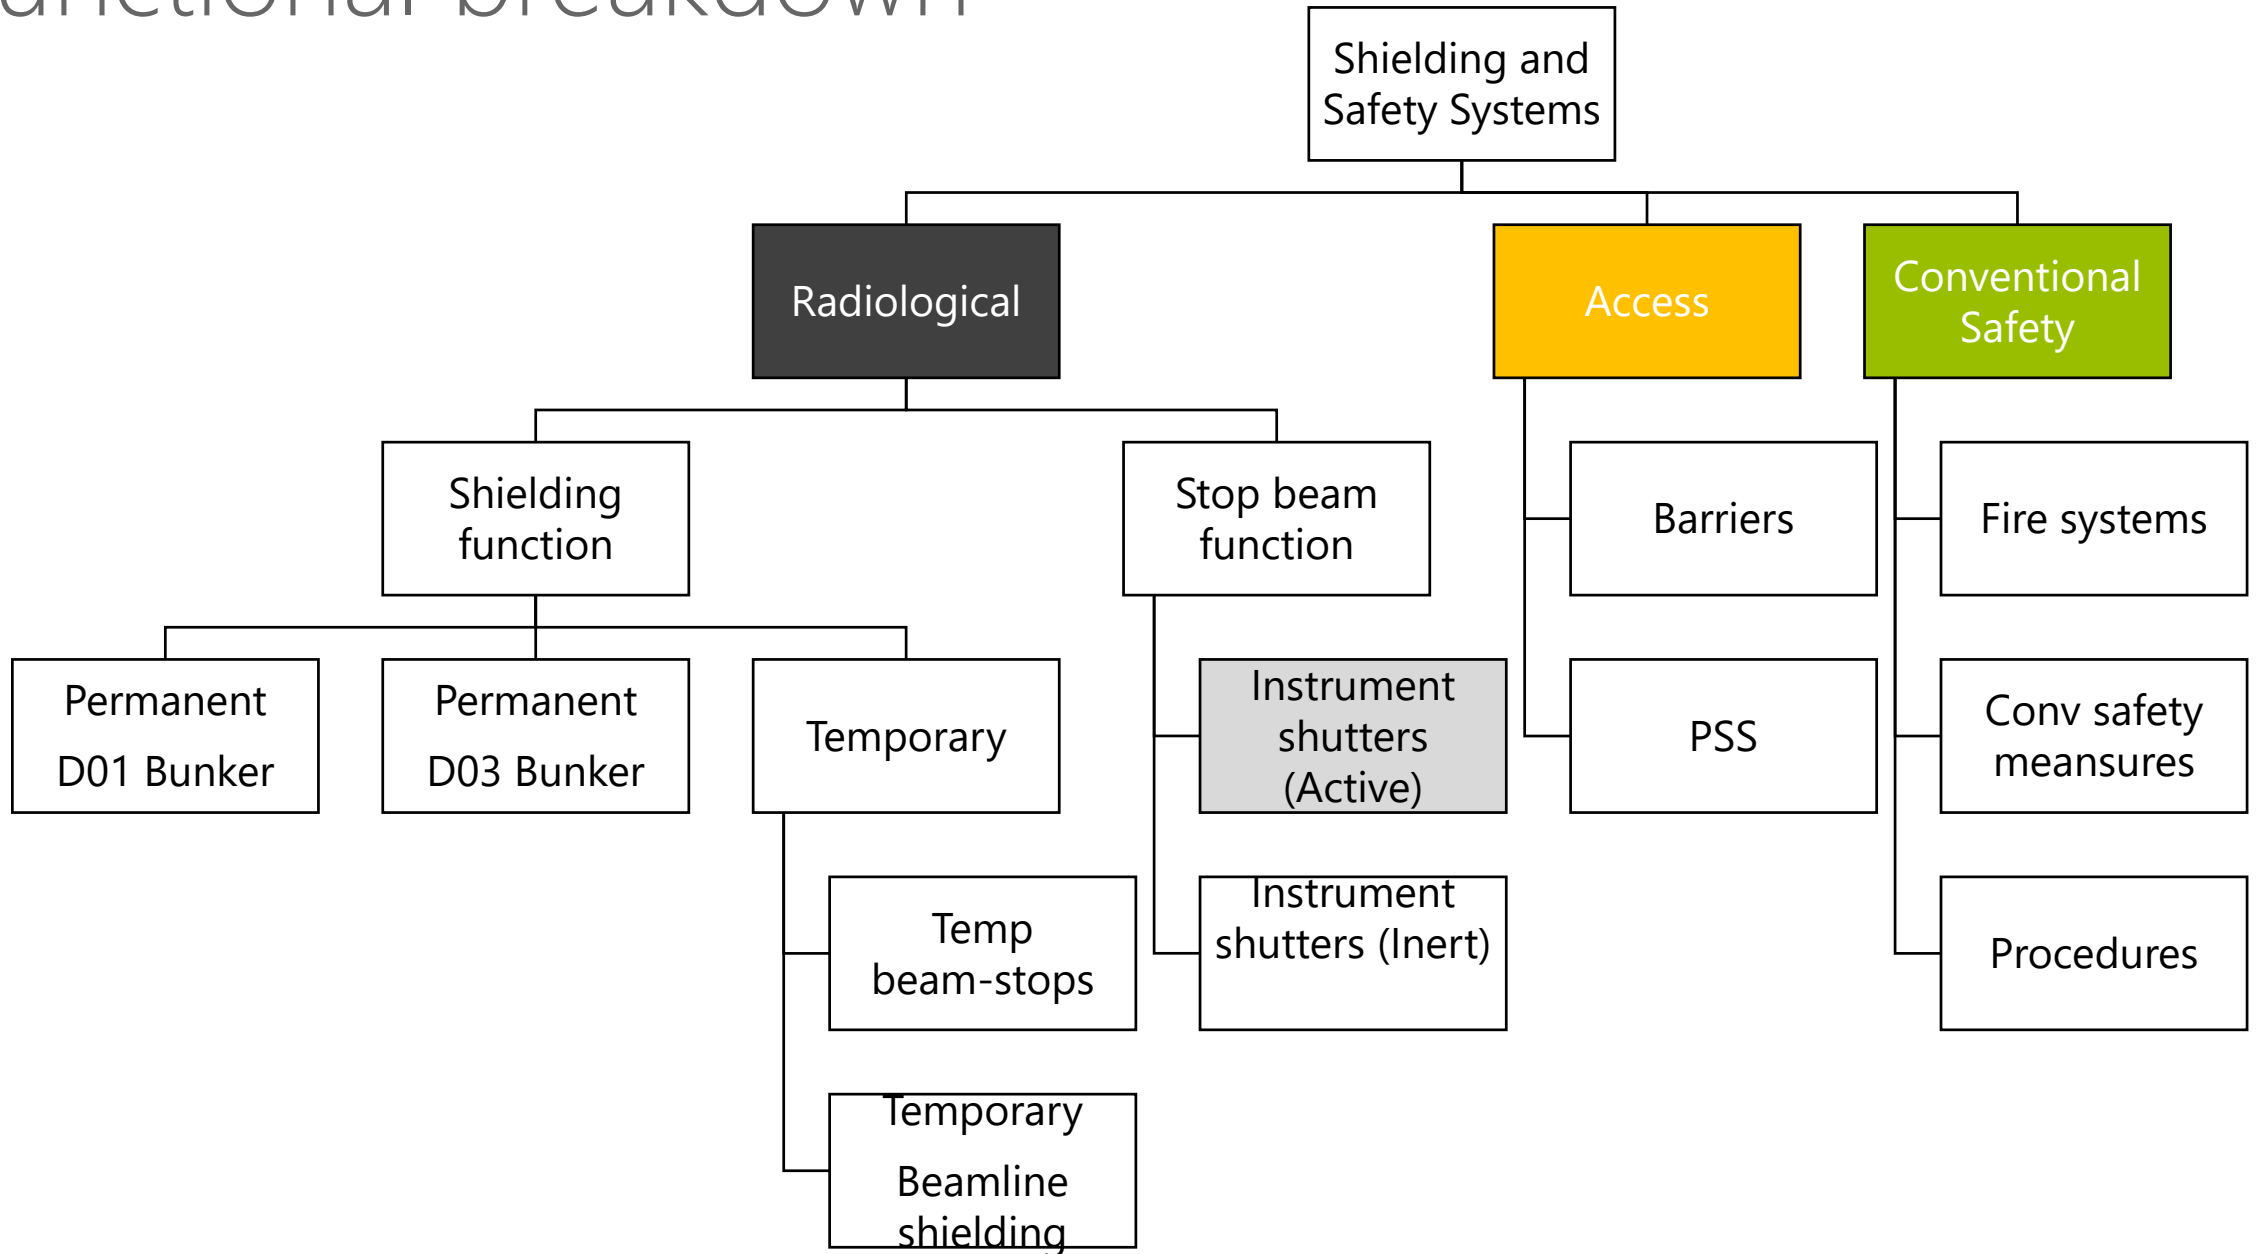 unctional breakdown
Shielding and
Safety Systems
Radiological
Access
Conventional
Safety
Shielding
function
Stop beam
function
Barriers
Fire systems
Permanent
D01 Bunker
Permanent
D03 Bunker
Temporary
Instrument
shutters
(Active)
PSS
Conv safety
meansures
Temp
beam-stops
Instrument
shutters (Inert)
Procedures
Temporary
Beamline
shielding